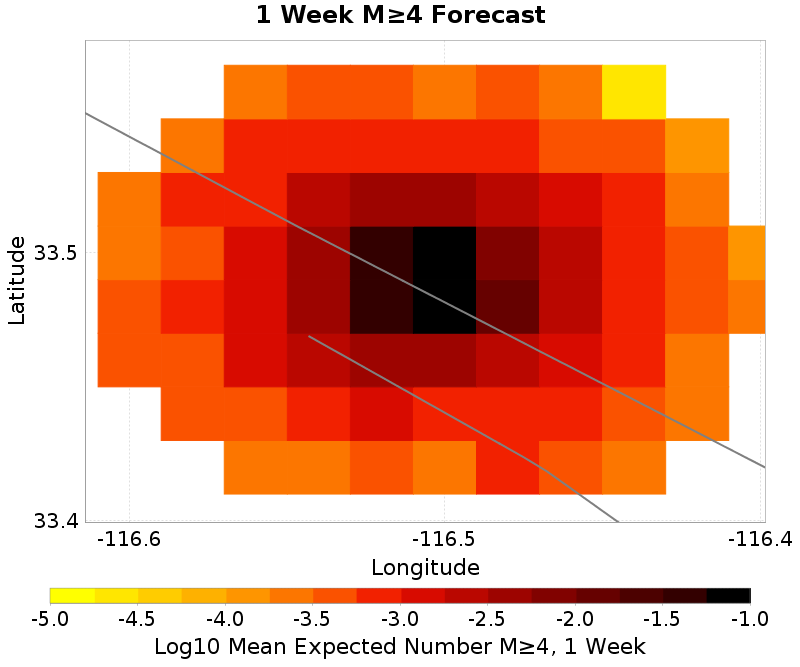 1 Week M≥4 Forecast
Latitude
33.5
33.4
-116.6 -116.5 -116.4
Longitude
-5.0 -4.5 -4.0 -3.5 -3.0 -2.5 -2.0 -1.5 -1.0
Log10 Mean Expected Number M≥4, 1 Week